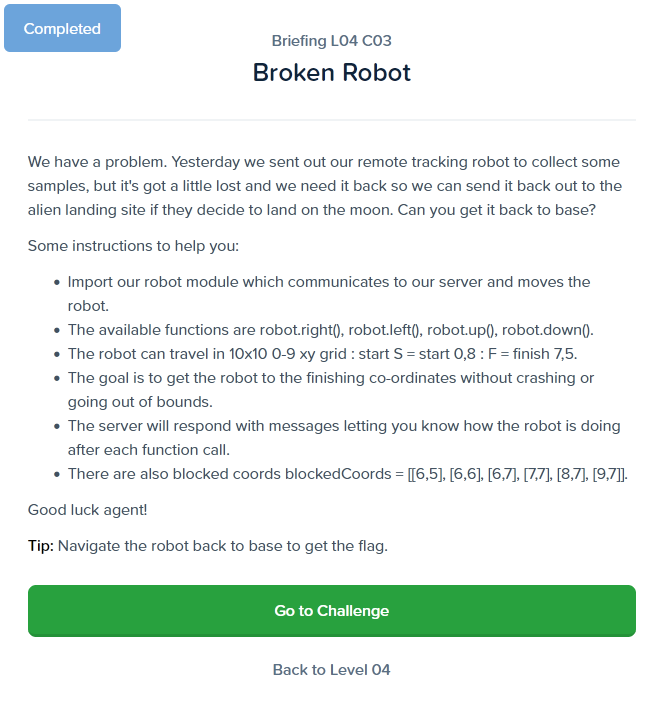 Completed
Briefing L04 C03
Broken Robot
We have a problem. Yesterday we sent out our remote tracking robot to collect some
samples, but it's got a little lost and we need it back so we can send it back out to the
alien landing site if they decide to land on the moon. Can you get it back to base?
Some instructions to help you:
• Import our robot module which communicates to our server and moves the
robot.
• The available functions are robot.right(), robot.left(), robot.up(), robot.down().
• The robot can travel in 10x10 0-9 xy grid : start S = start 0,8 : F = finish 7,5.
• The goal is to get the robot to the finishing co-ordinates without crashing or
going out of bounds.
• The server will respond with messages letting you know how the robot is doing
after each function call.
• There are also blocked coords blockedCoords = [[6,5], [6,6], [6,7], [7,7], [8,7], [9,7]].
Good luck agent!
Tip: Navigate the robot back to base to get the flag.
Go to Challenge
Back to Level 04